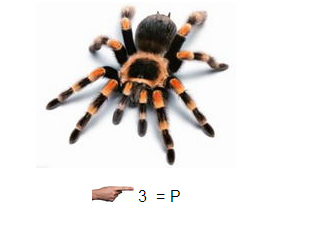 3 = P